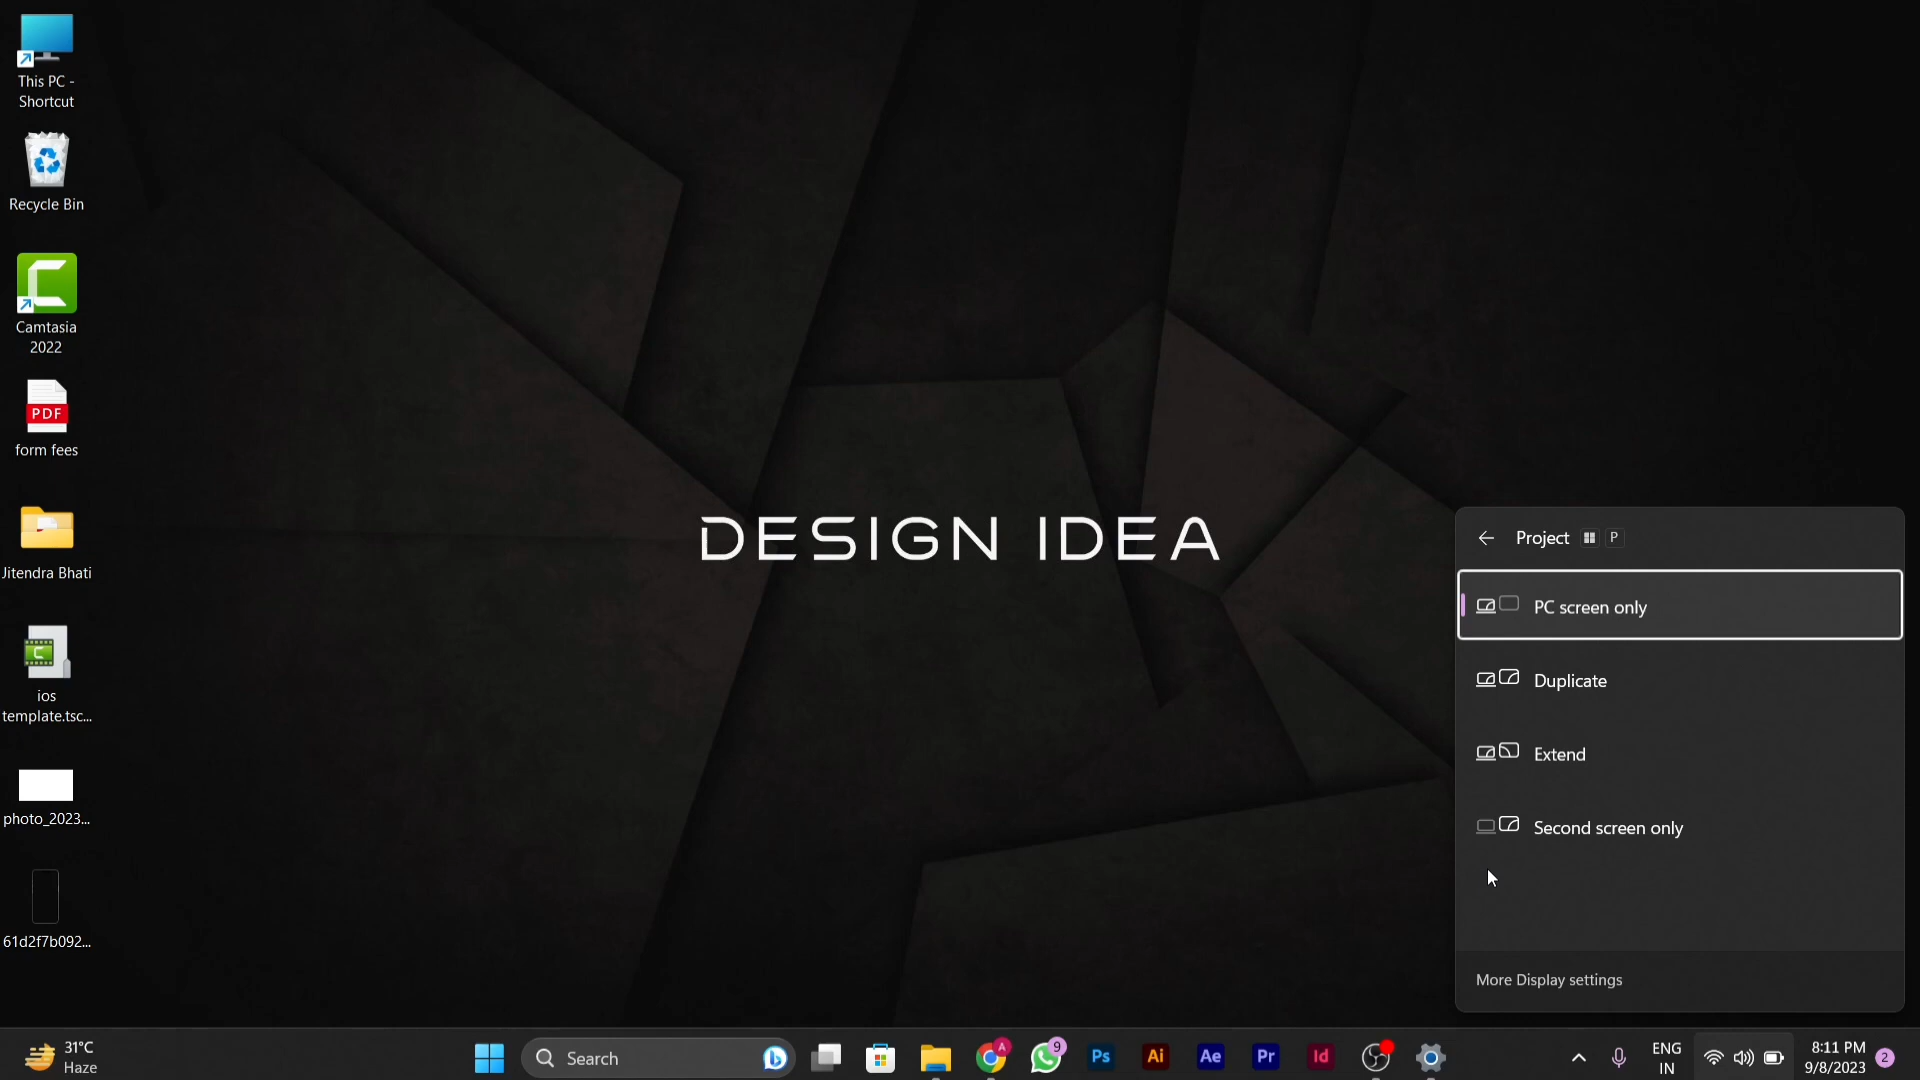 This PC -
Shortcut
Recycle Bin
Camtasia
2022
PDF
form fees
Jitendra Bhati
ios
template.tsc...
photo_2023...
61d2f7b092...
DESIGN IDEA
Project P
PC screen only
Duplicate
Extend
Second screen only
More Display settings
31°C
Haze
Search
A
9
Ps
Ai
Ae
Pr
Id
ENG
IN
8:11 PM
9/8/2023
2